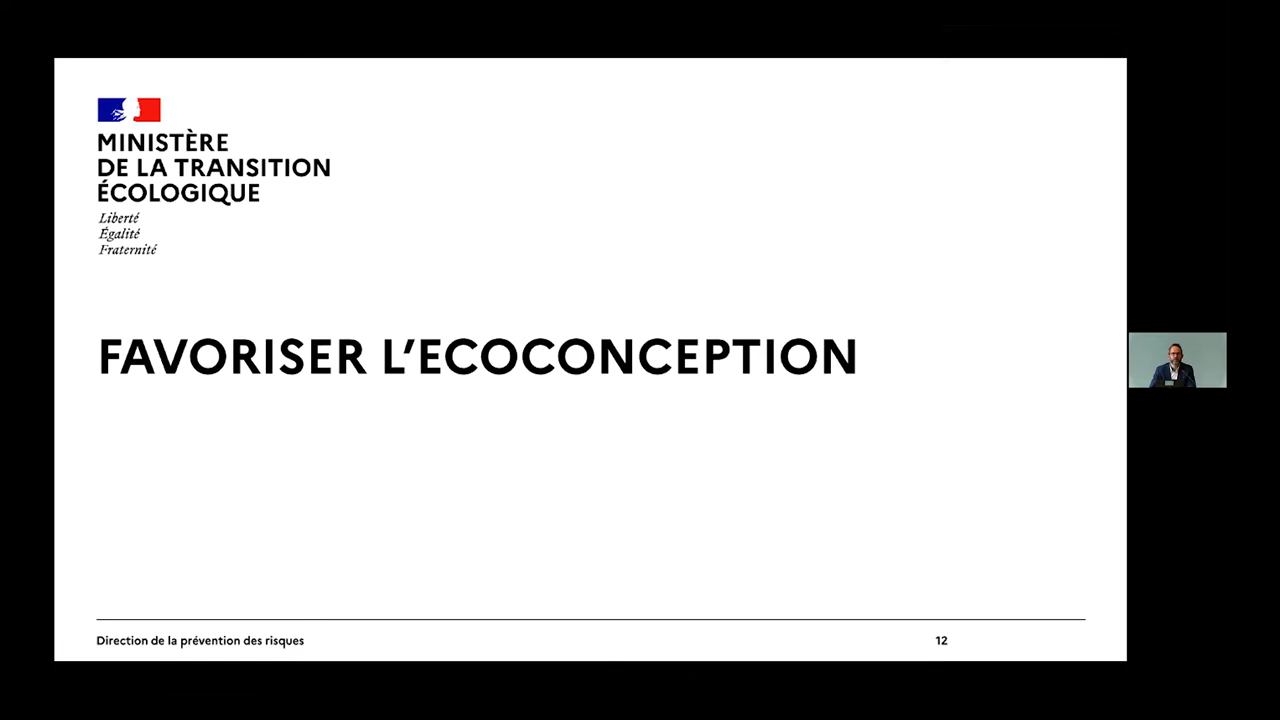 MINISTÈRE
DE LA TRANSITION
ÉCOLOGIQUE
Liberté
Égalité
Fraternité
FAVORISER L’ECOCONCEPTION
Direction de la prévention des risques
12